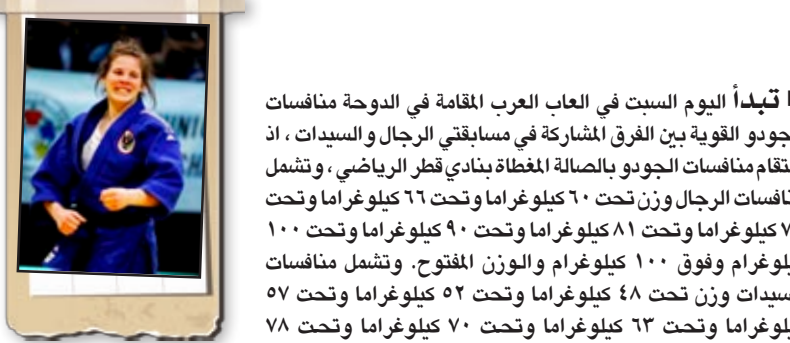 تبدأ اليوم السبت في العاب العرب المقامة في الدوحة منافسات
جودو القوية بين الفرق المشاركة في مسابقتي الرجال و السيدات ، اذ
تقام منافسات الجودو بالصالة المغطاة بنادي قطر الرياضي ، وتشمل
نافسات الرجال وزن تحت ٦٠ كيلوغراما وتحت ٦٦ كيلوغراما وتحت
٧ كيلوغراما وتحت ٨١ كيلوغراما وتحت ٩٠ كيلوغراما وتحت ١٠٠
يلوغرام وفوق ١٠٠ كيلوغرام والوزن المفتوح. وتشمل منافسات
سيدات وزن تحت ٤٨ كيلوغراما وتحت ٥٢ كيلوغراما وتحت ٥٧
يلوغراما وتحت ٦٣ كيلوغراما وتحت ٧٠ كيلوغراما وتحت ٧٨